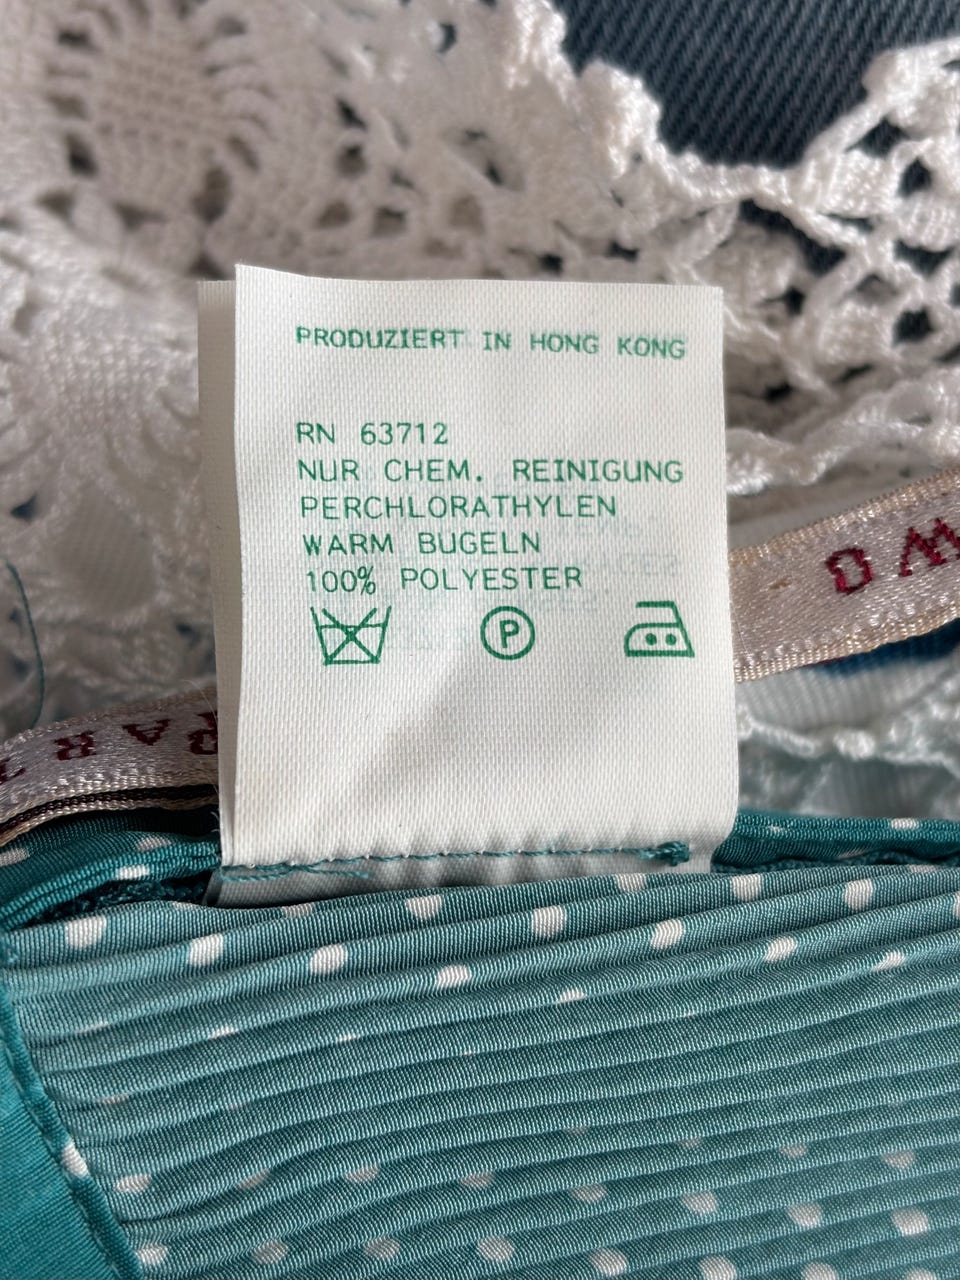 PRODUZIERT IN HONG KONG
RN 63712
NUR CHEM. REINIGUNG
PERCHLORATHYLEN
WARM BUGELN
100% POLYESTER
P